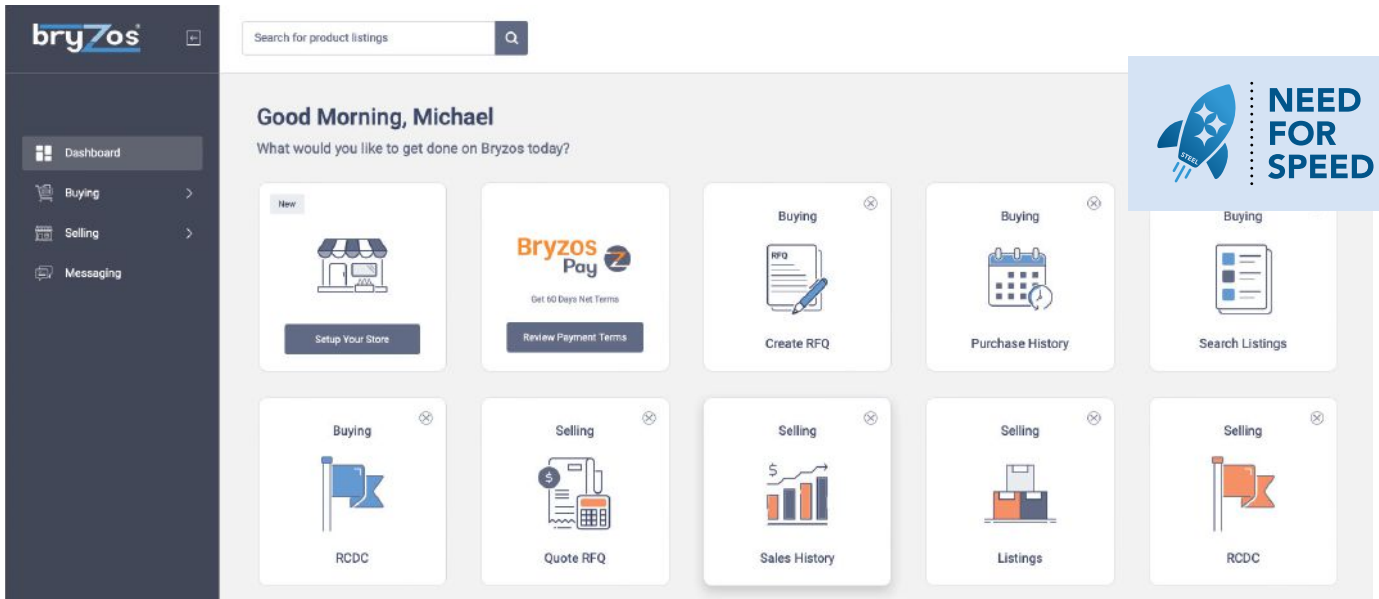 bryzos
Search for product listings
NEED
FOR
SPEED
STEEL
Good Morning, Michael
What would you like to get done on Bryzos today?
Dashboard
Buying
Selling
Messaging
New
Setup Your Store
Bryzos
Pay
Get 60 Days Net Terms
Review Payment Terms
Buying
RFQ
Create RFQ
Buying
Purchase History
Buying
Search Listings
Buying
RCDC
Selling
$
Quote RFQ
Selling
$
Sales History
Selling
Listings
Selling
RCDC